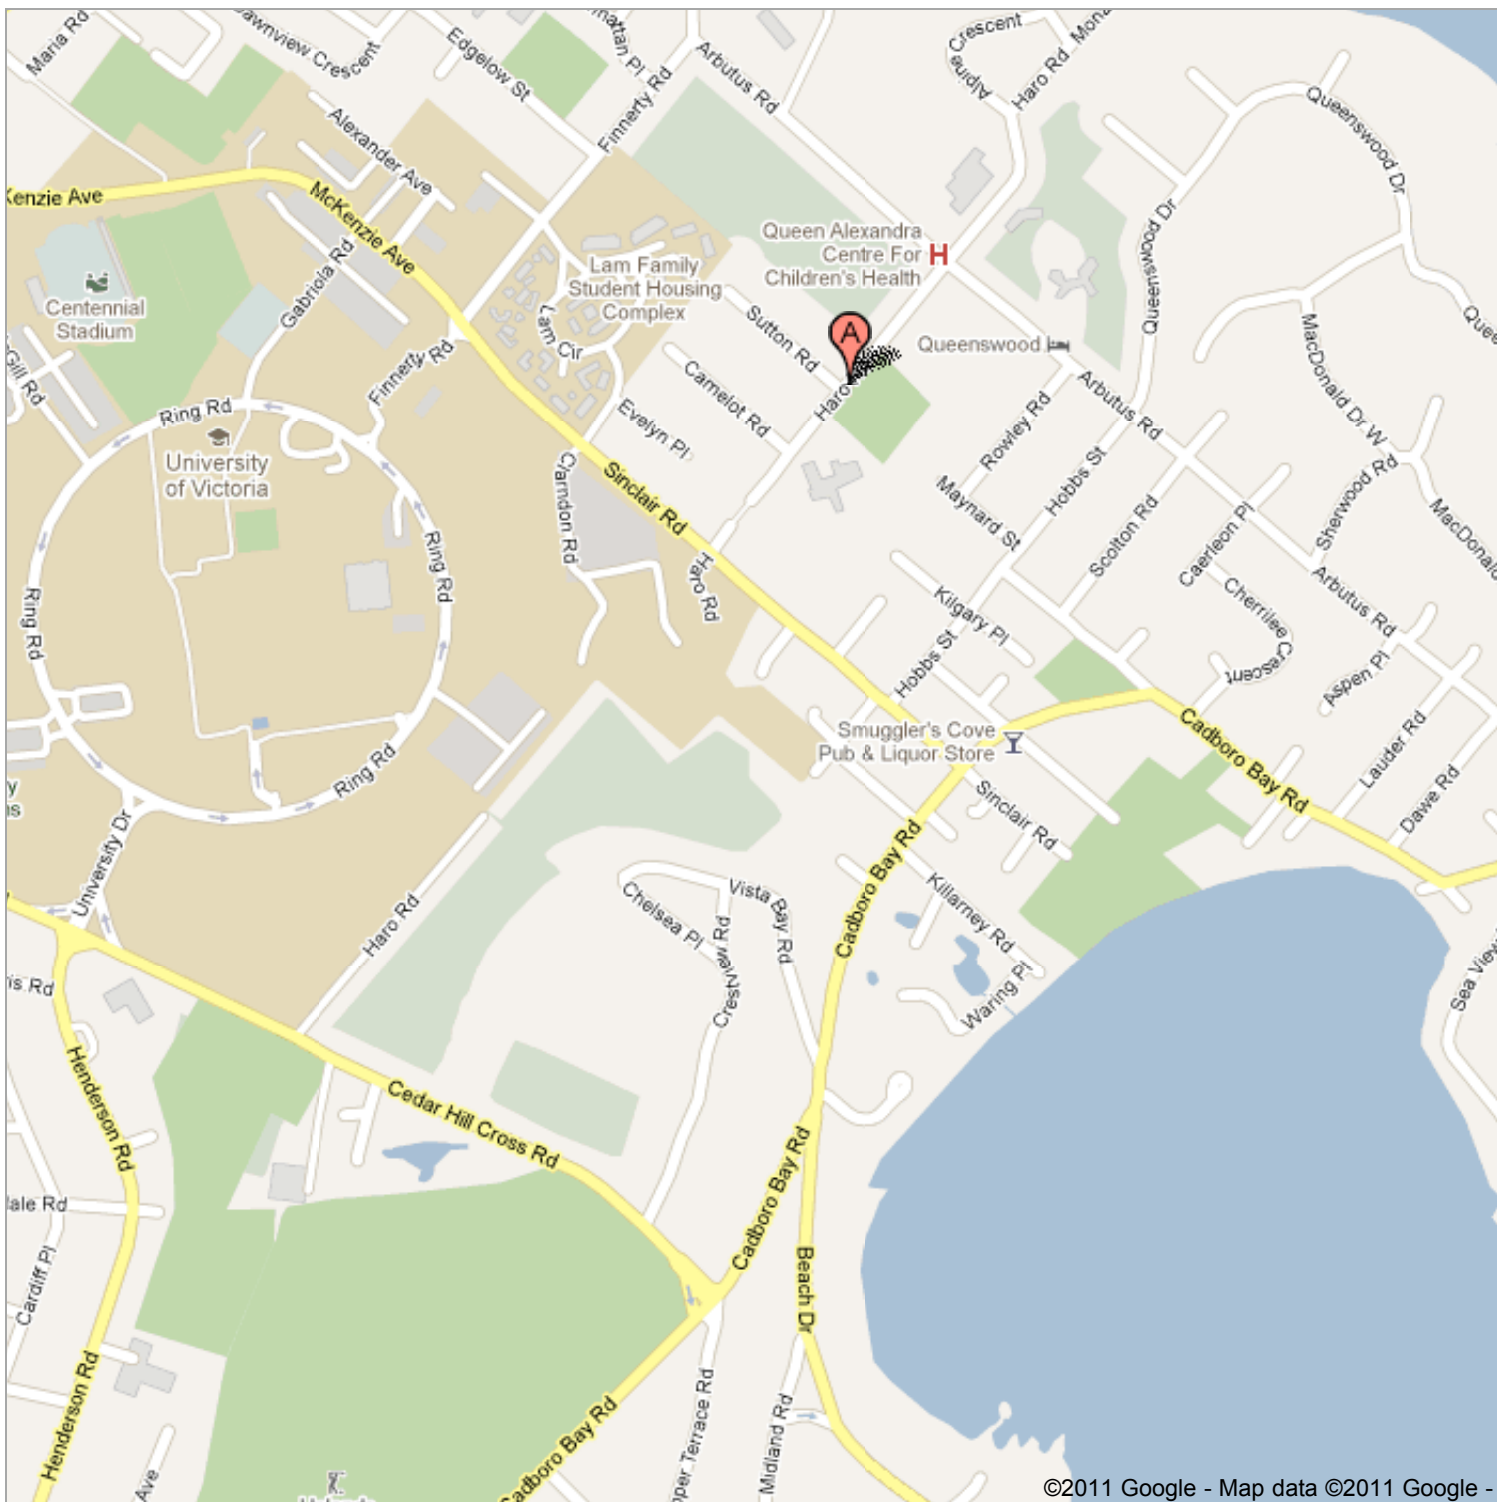 Maria Rd
Crescent
Edgelow St
Finnerty Rd
Arbutus Rd
Crescent
Alpine
Haro Rd
Queenswood Dr
Alexander Ave
McKenzie Ave
Queenswood Dr
Queen Alexandra
Centre For
Children's Health
H
Gabriola Rd
Centennial
Stadium
Lam Family
Student Housing
Complex
Lam Cir
Sutton Rd
A
Queenswood
MacDonald Dr W
Finnerty Rd
Camelot Rd
Haro
Arbutus Rd
Ring Rd
Evelyn Pl
Rowley Rd
University
of Victoria
Sinclair Rd
Clarndon Rd
Maynard St
Hobbs St
Scolton Rd
Caerleon Pl
Sherwood Rd
Ring Rd
Ring Rd
Haro Rd
Kilgary Pl
Hobbs St
Cherrilee Crescent
Arbutus Rd
Aspen Pl
Smuggler's Cove
Pub & Liquor Store
Cadboro Bay Rd
Lauder Rd
Dawe Rd
Ring Rd
Sinclair Rd
University Dr
Haro Rd
Chelsea Pl
Vista Bay Rd
Crestview Rd
Cadboro Bay Rd
Killarney Rd
Waring Pl
Henderson Rd
Cedar Hill Cross Rd
Cadboro Bay Rd
Beach Dr
Cardiff Pl
Henderson Rd
Cadboro Bay Rd
Terrace Rd
Midland Rd
Ave
©2011 Google - Map data ©2011 Google -